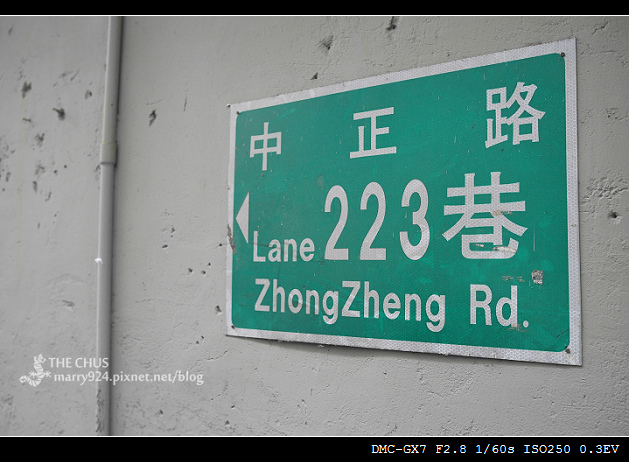 中正路
Lane 223巷
ZhongZheng Rd.
THE CHUS
marry924.pixnet.net/blog
DMC-GX7 F2.8 1/60s ISO250 0.3EV